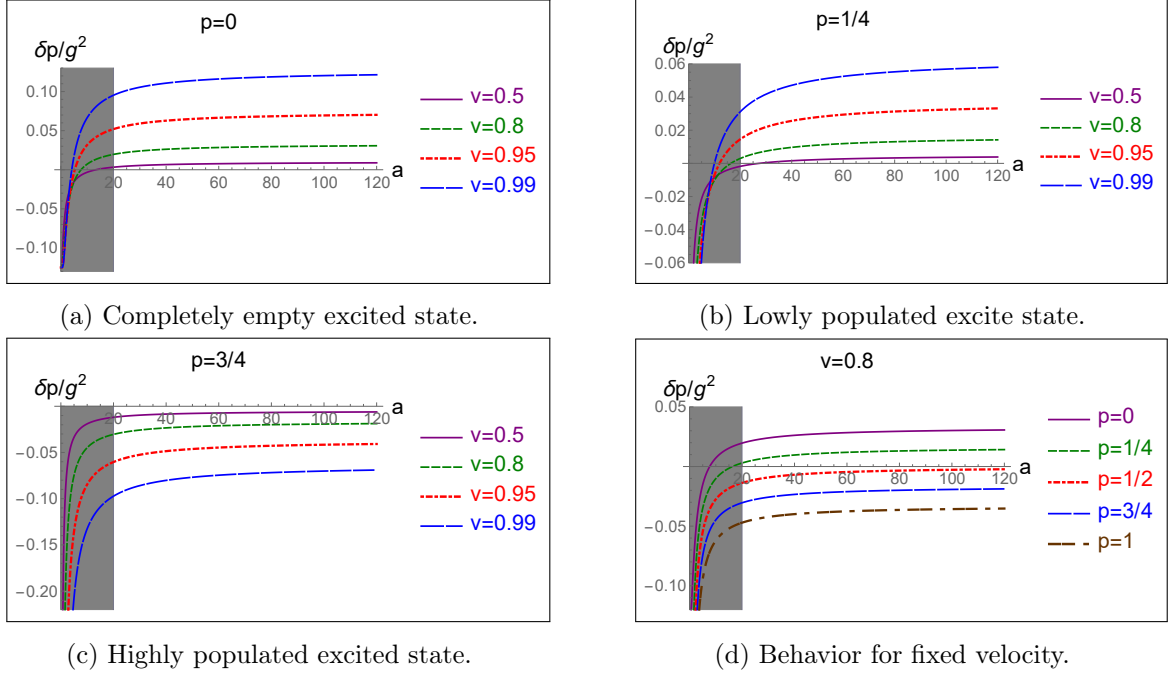 p=0
δp/g²
0.10
0.05
-0.05
-0.10
20 40 60 80 100 120
a
v=0.5
v=0.8
v=0.95
v=0.99
(a) Completely empty excited state.
p=1/4
δp/g²
0.06
0.04
0.02
-0.02
-0.04
-0.06
20 40 60 80 100 120
a
v=0.5
v=0.8
v=0.95
v=0.99
(b) Lowly populated excite state.
p=3/4
δp/g²
-0.05
-0.10
-0.15
-0.20
20 40 60 80 100 120
a
v=0.5
v=0.8
v=0.95
v=0.99
(c) Highly populated excited state.
v=0.8
δp/g²
0.05
-0.05
-0.10
20 40 60 80 100 120
a
p=0
p=1/4
p=1/2
p=3/4
p=1
(d) Behavior for fixed velocity.